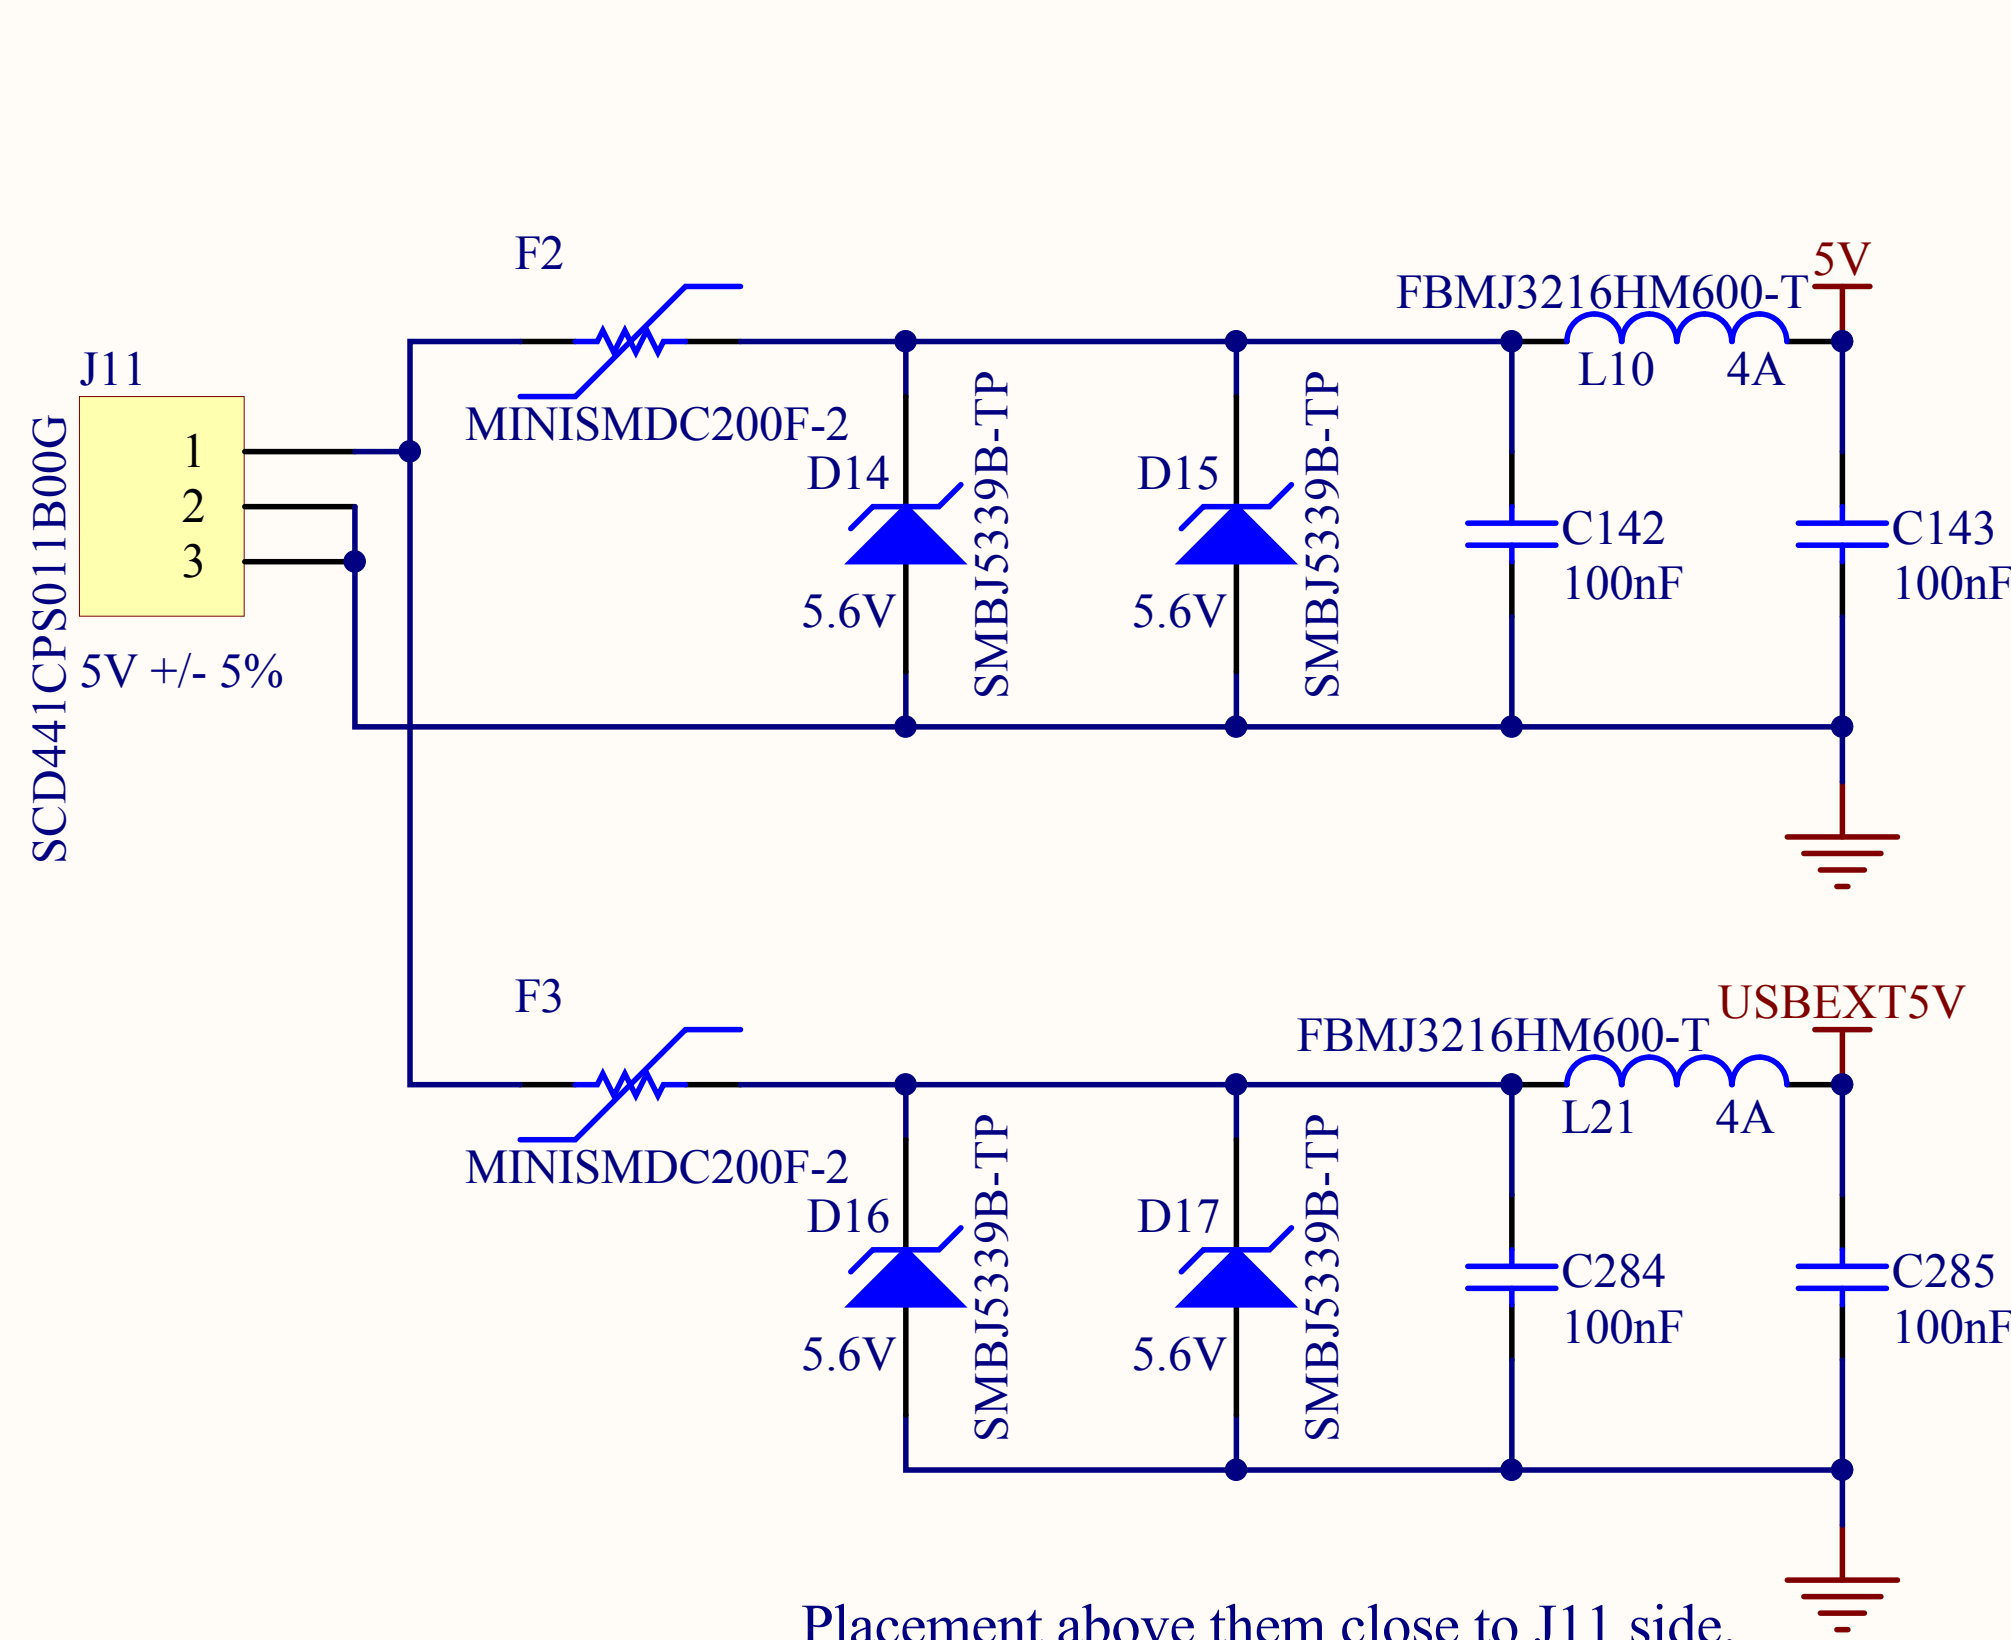 F2
5V
FBMJ3216HM600-T
J11
L10 4A
MINISMDC200F-2
SCD441CPS011B00G
1
2
3
5V +/- 5%
D14
5.6V
SMBJ5339B-TP
D15
5.6V
SMBJ5339B-TP
C142
100nF
C143
100nF
F3
USBEXT5V
FBMJ3216HM600-T
L21 4A
MINISMDC200F-2
D16
5.6V
SMBJ5339B-TP
D17
5.6V
SMBJ5339B-TP
C284
100nF
C285
100nF
Placement above them close to J11 side.